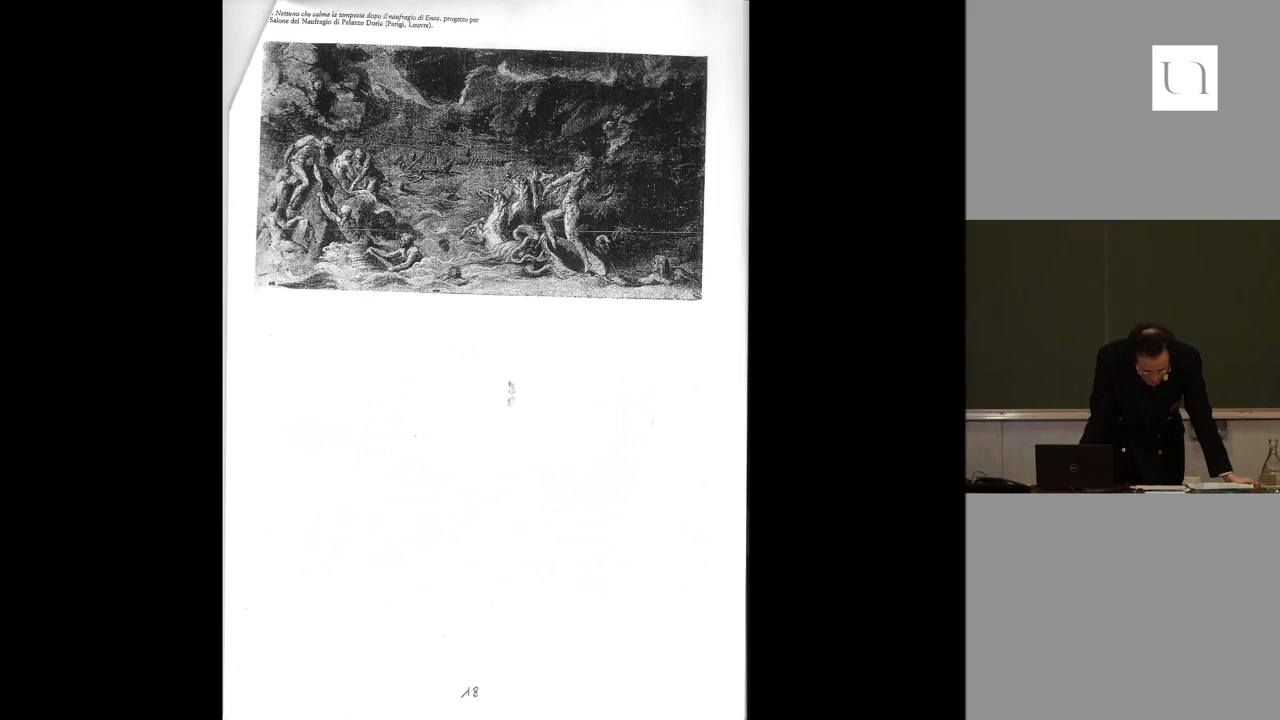 . Nettuno che calma la tempesta dopo il naufragio di Enea, progetto per
Salone del Naufragio di Palazzo Doria (Parigi, Louvre).
18